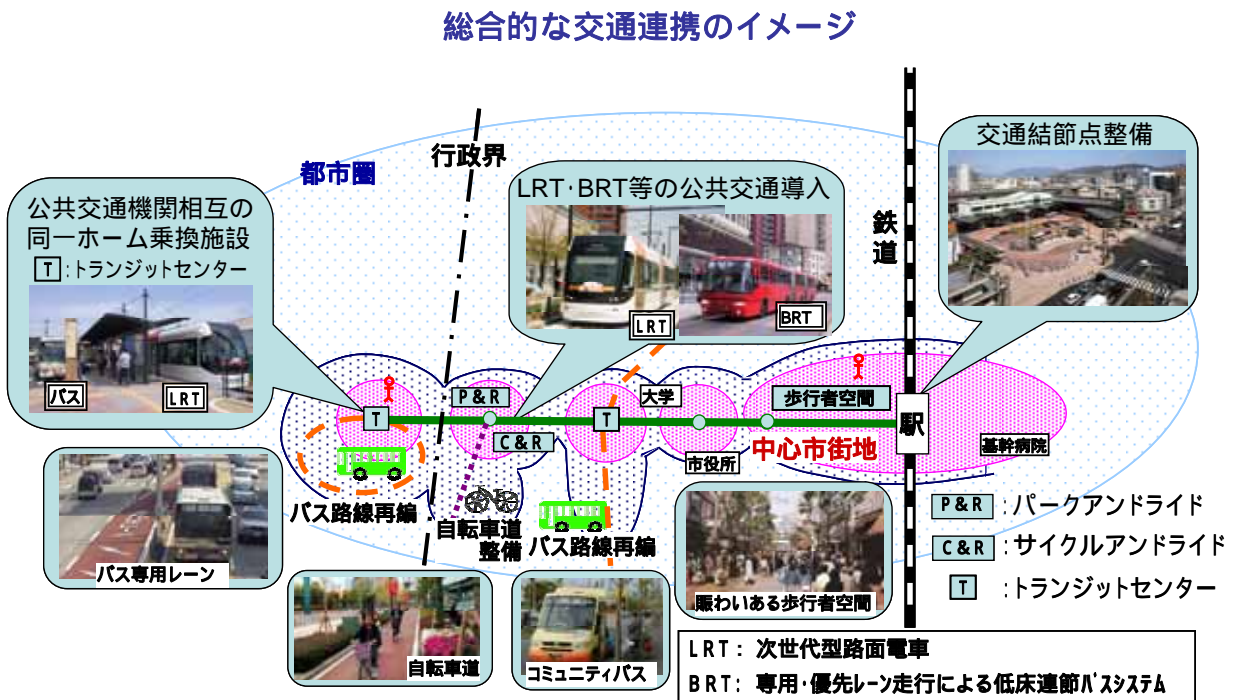 総合的な交通連携のイメージ
都市圏
行政界
鉄道
公共交通機関相互の
同一ホーム乗換施設
T:トランジットセンター
バス
LRT
LRT・BRT等の公共交通導入
LRT
BRT
交通結節点整備
T
P&R
C&R
T
大学
市役所
歩行者空間
中心市街地
駅
基幹病院
バス路線再編
自転車道
整備
バス路線再編
バス専用レーン
自転車道
コミュニティバス
賑わいある歩行者空間
P&R:パークアンドライド
C&R:サイクルアンドライド
T:トランジットセンター
LRT: 次世代型路面電車
BRT: 専用・優先レーン走行による低床連節バスシステム